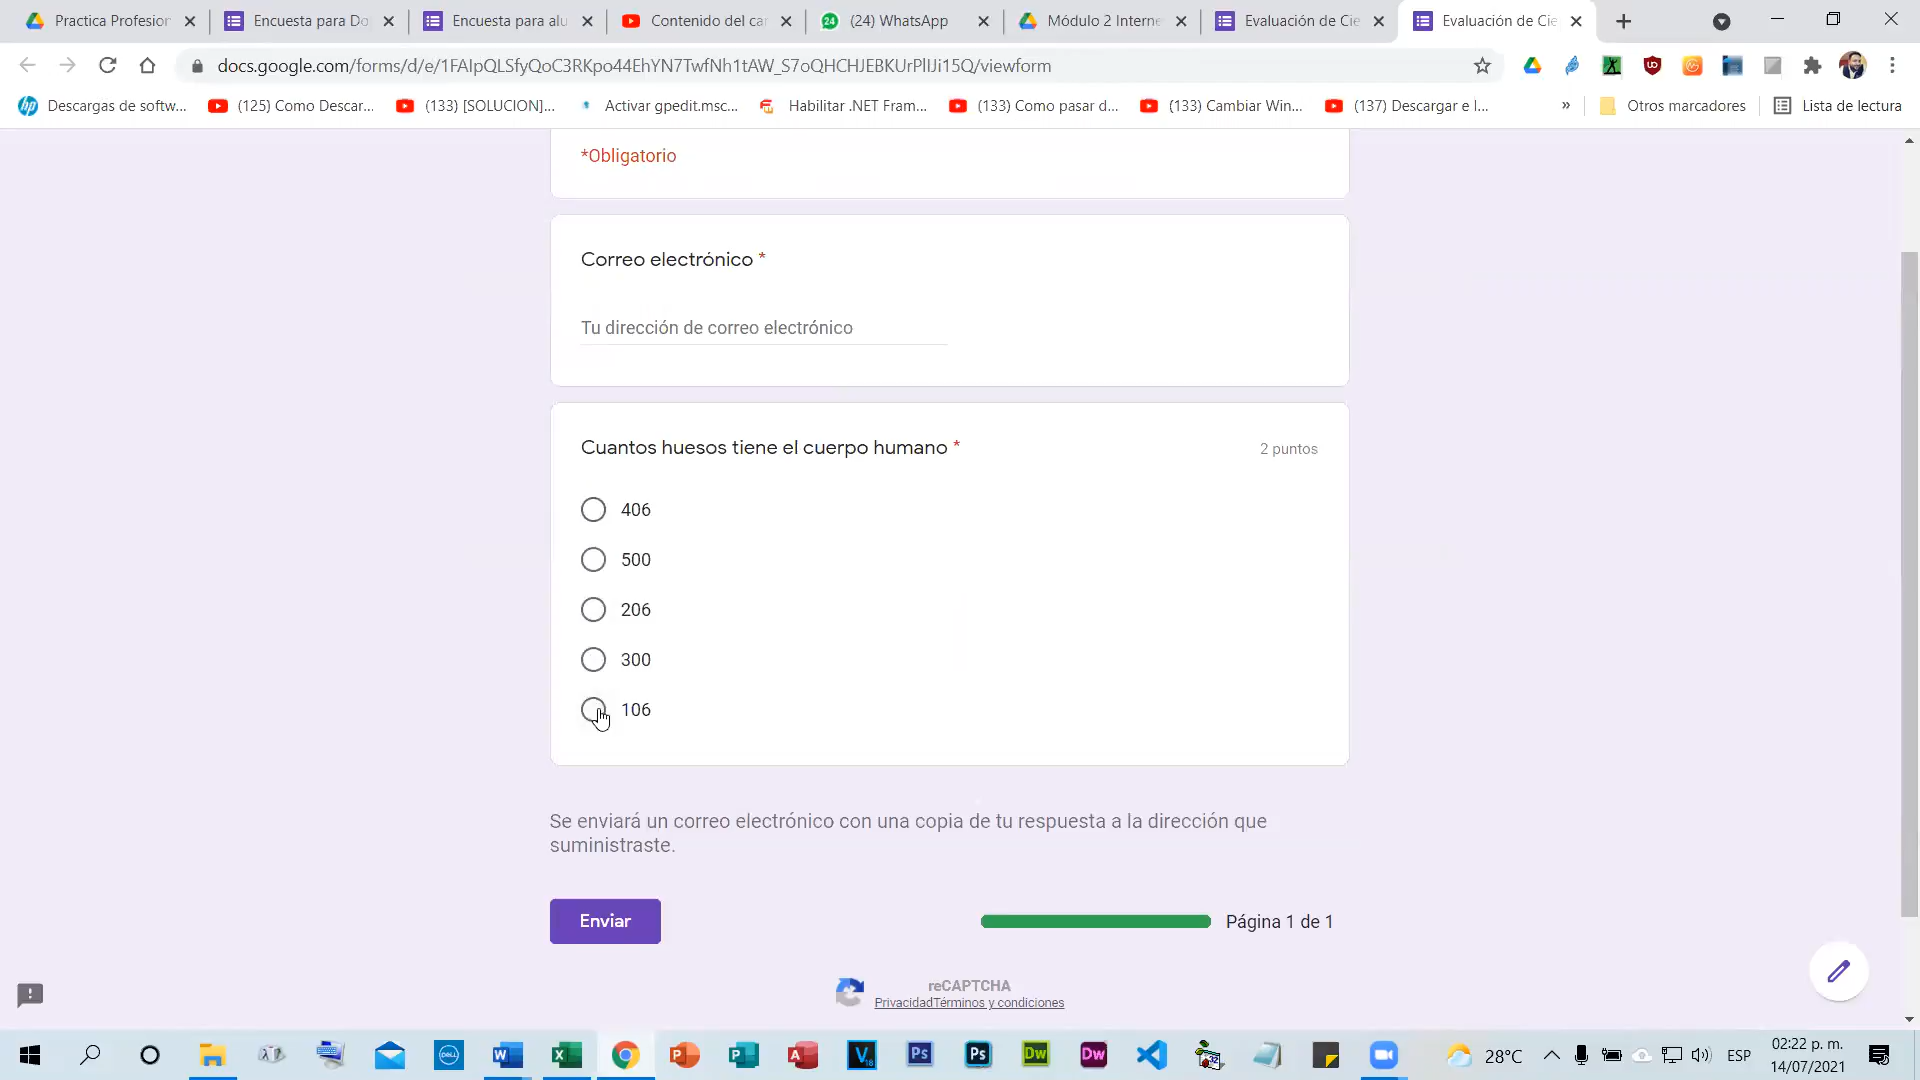 Practica Profesion
Encuesta para Do
Encuesta para alu
Contenido del car
(24) WhatsApp
Módulo 2 Interne
Evaluación de Cie
Evaluación de Cie
docs.google.com/forms/d/e/1FAIpQLSfyQoC3RKpo44EhYN7TwfNh1tAW_S7oQHCHJEBKUrPlIJi15Q/viewform
Descargas de softw...
(125) Como Descar...
(133) [SOLUCION]...
Activar gpedit.msc...
Habilitar .NET Fram...
(133) Como pasar d...
(133) Cambiar Win...
(137) Descargar e I...
»
Otros marcadores
Lista de lectura
*Obligatorio
Correo electrónico *
Tu dirección de correo electrónico
Cuantos huesos tiene el cuerpo humano *
2 puntos
406
500
206
300
106
Se enviará un correo electrónico con una copia de tu respuesta a la dirección que
suministraste.
Enviar
Página 1 de 1
reCAPTCHA
PrivacidadTérminos y condiciones
28°C
ESP
02:22 p. m.
14/07/2021